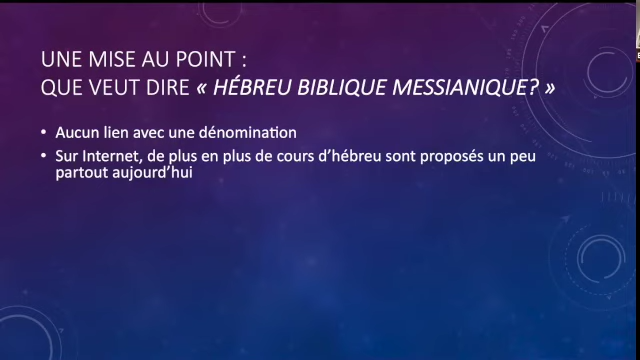 UNE MISE AU POINT :
QUE VEUT DIRE « HÉBREU BIBLIQUE MESSIANIQUE? »
• Aucun lien avec une dénomination
• Sur Internet, de plus en plus de cours d’hébreu sont proposés un peu
partout aujourd’hui